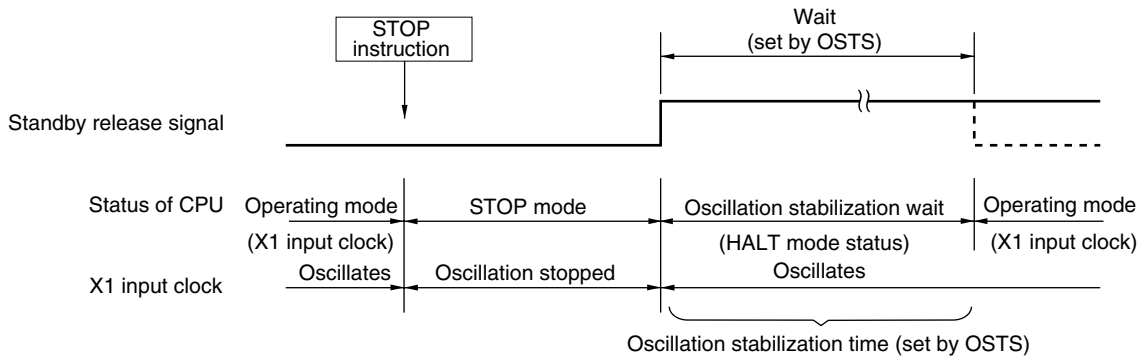 STOP
instruction
Wait
(set by OSTS)
Standby release signal
Status of CPU
Operating mode
(X1 input clock)
STOP mode
Oscillation stabilization wait
(HALT mode status)
Operating mode
(X1 input clock)
X1 input clock
Oscillates
Oscillation stopped
Oscillates
Oscillation stabilization time (set by OSTS)